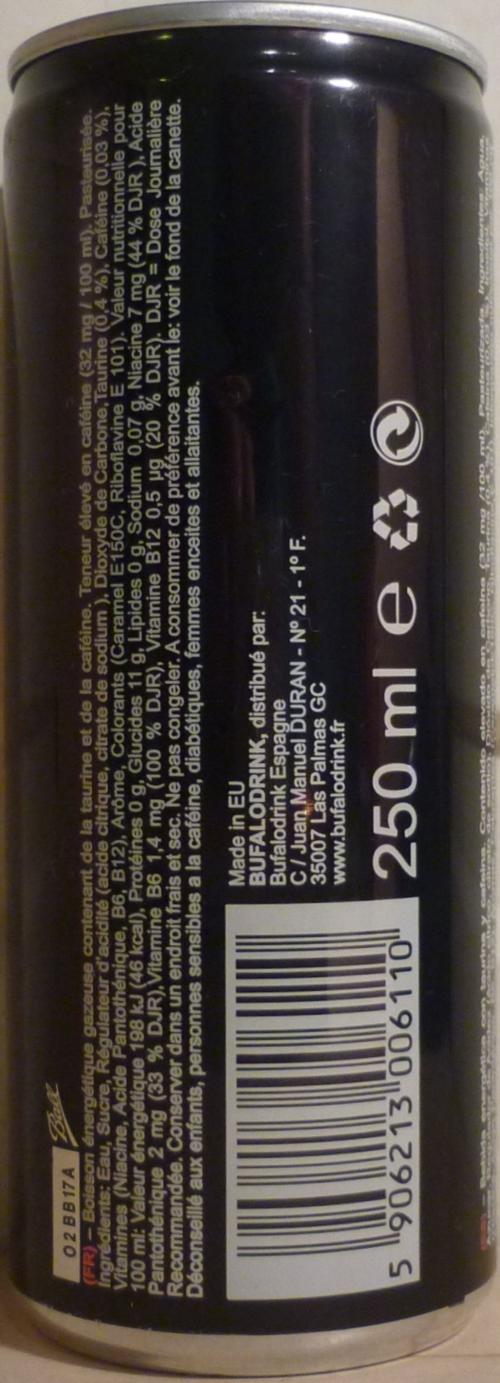 02 BB17A
Ball
(FR) – Boisson énergétique gazeuse contenant de la taurine et de la caféine. Teneur élevé en caféine (32 mg / 100 ml). Pasteurisée.
Ingrédients: Eau, Sucre, Régulateur d'acidité (acide citrique, citrate de sodium ), Dioxyde de Carbone, Taurine (0,4 %), Caféine (0,03 %),
Vitamines (Niacine, Acide Pantothénique, B6, B12), Arôme, Colorants (Caramel E150C, Riboflavine E 101). Valeur nutritionnelle pour
100 ml: Valeur énergétique 198 kJ (46 kcal), Protéines 0 g, Glucides 11 g, Lipides 0 g, Sodium 0,07 g, Niacine 7 mg (44 % DJR ), Acide
Pantothénique 2 mg (33 % DJR),Vitamine B6 1,4 mg (100 % DJR), Vitamine B12 0,5 µg (20 % DJR). DJR = Dose Journalière
Recommandée. Conserver dans un endroit frais et sec. Ne pas congeler. A consommer de préférence avant le: voir le fond de la canette.
Déconseillé aux enfants, personnes sensibles a la caféine, diabétiques, femmes enceites et allaitantes.
Made in EU
BUFALODRINK, distribué par:
Bufalodrink Espagne
C / Juan Manuel DURAN - Nº 21 - 1º F.
35007 Las Palmas GC
www.bufalodrink.fr
250 ml e
5 906213 006110